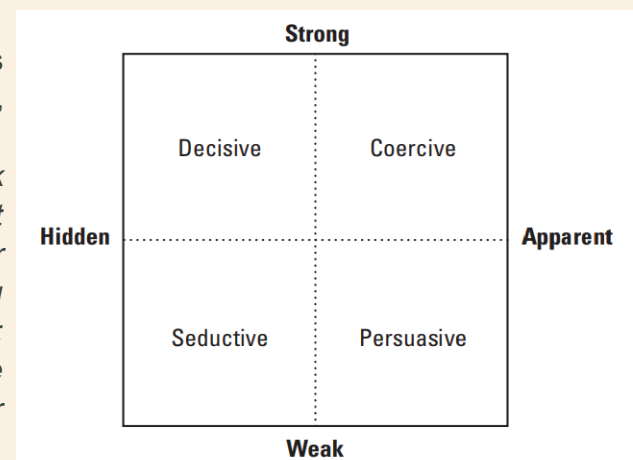 Strong
Decisive Coercive
Hidden Apparent
Seductive Persuasive
Weak